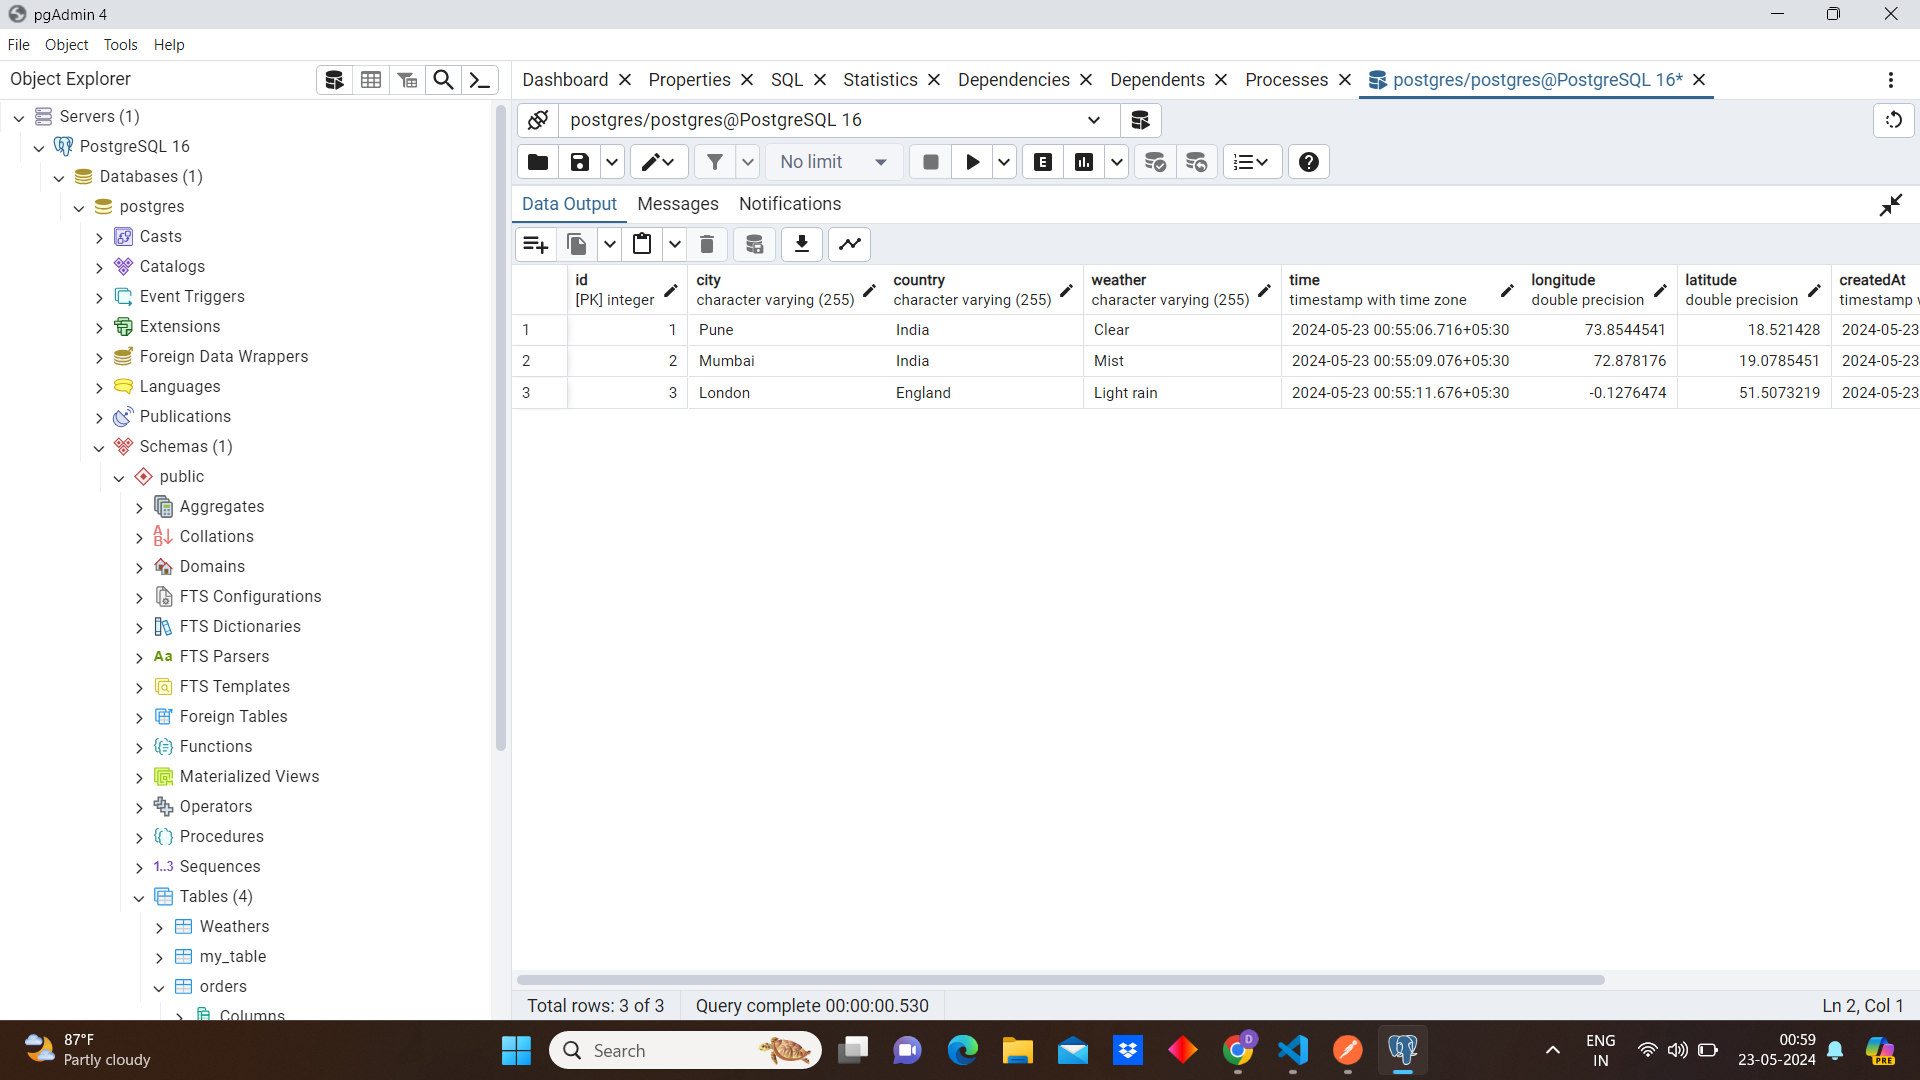 pgAdmin 4
File Object Tools Help
Object Explorer
Dashboard Properties SQL Statistics Dependencies Dependents Processes postgres/postgres@PostgreSQL 16*
Servers (1)
PostgreSQL 16
Databases (1)
postgres
Casts
Catalogs
Event Triggers
Extensions
Foreign Data Wrappers
Languages
Publications
Schemas (1)
public
Aggregates
Collations
Domains
FTS Configurations
FTS Dictionaries
Aa FTS Parsers
FTS Templates
Foreign Tables
Functions
Materialized Views
Operators
Procedures
1..3 Sequences
Tables (4)
Weathers
my_table
orders
Columns
postgres/postgres@PostgreSQL 16
No limit
E
Data Output Messages Notifications
id city country weather time longitude latitude createdAt
[PK] integer character varying (255) character varying (255) character varying (255) timestamp with time zone double precision double precision timestamp
1 1 Pune India Clear 2024-05-23 00:55:06.716+05:30 73.8544541 18.521428 2024-05-23
2 2 Mumbai India Mist 2024-05-23 00:55:09.076+05:30 72.878176 19.0785451 2024-05-23
3 3 London England Light rain 2024-05-23 00:55:11.676+05:30 -0.1276474 51.5073219 2024-05-23
Total rows: 3 of 3 Query complete 00:00:00.530 Ln 2, Col 1
87°F
Partly cloudy
Search
D
ENG
IN
00:59
23-05-2024
PRE